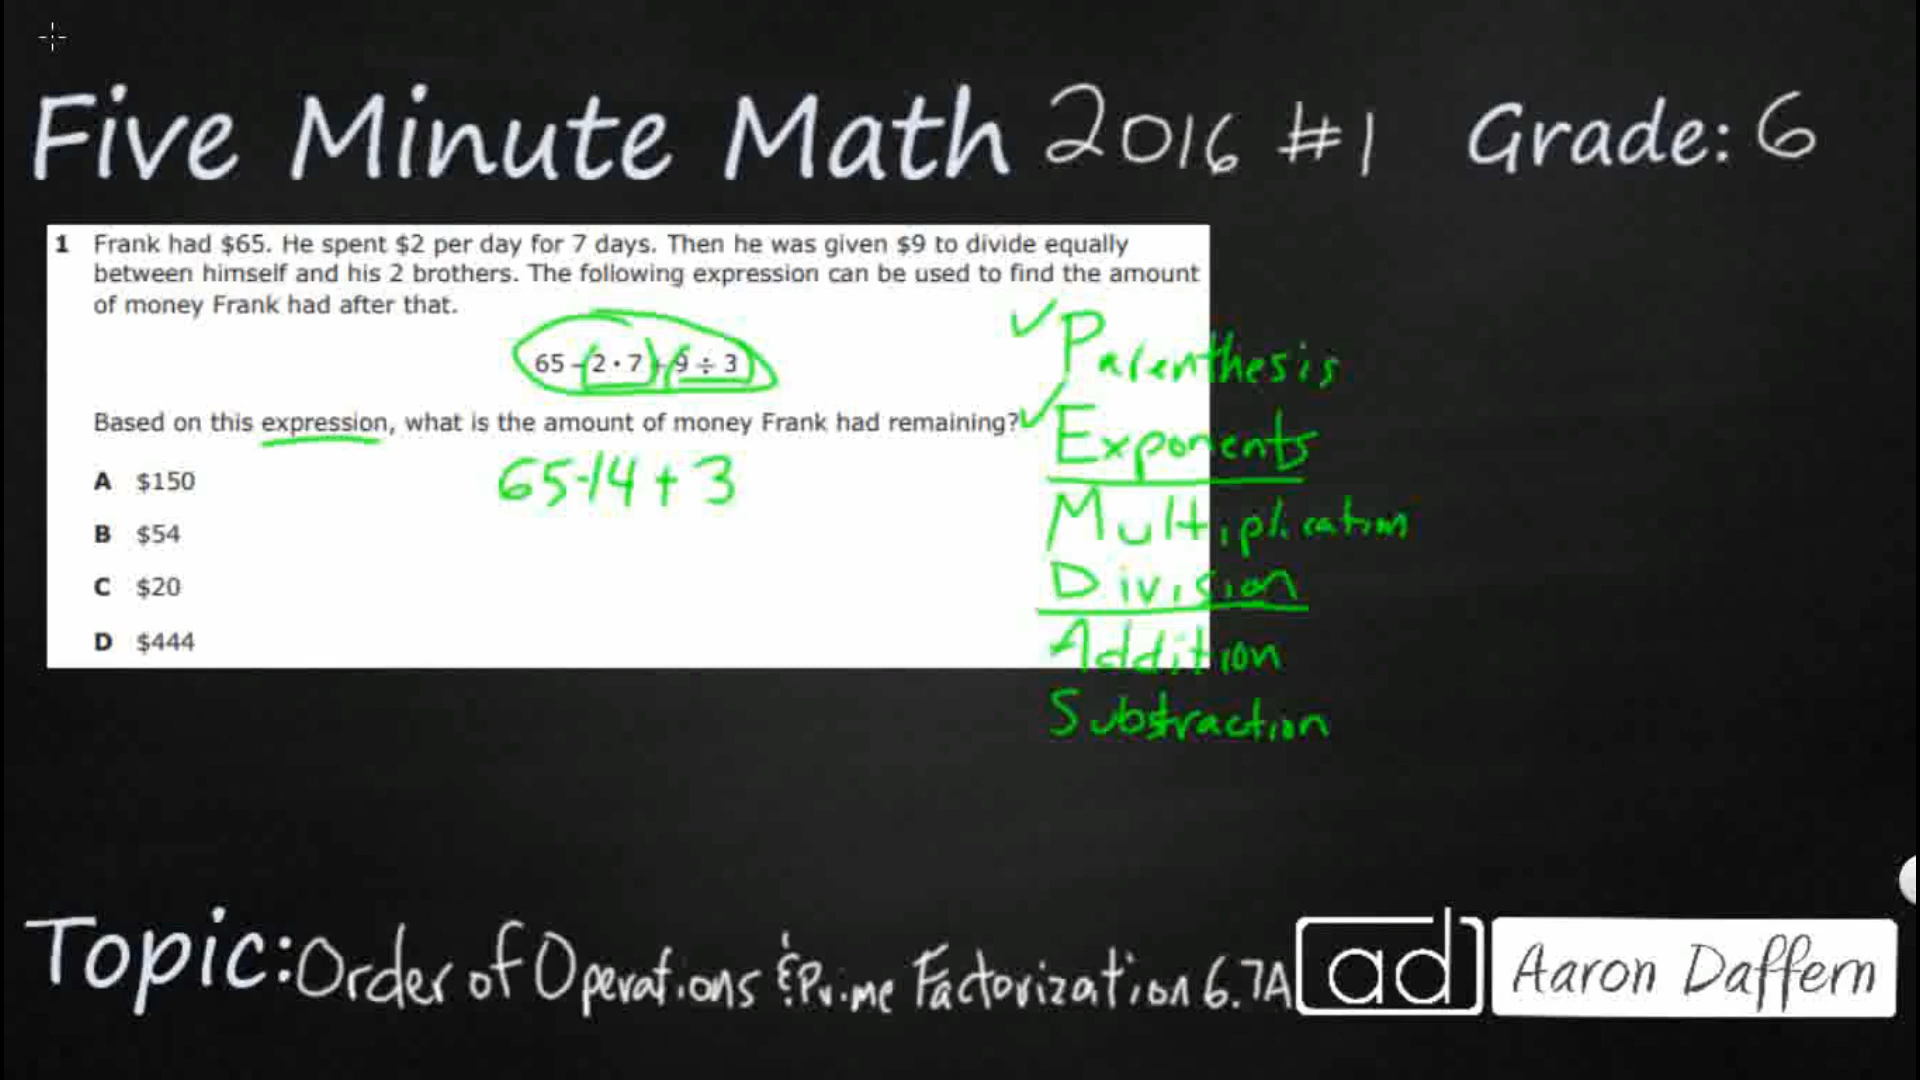 Five Minute Math 2016 #1 Grade: 6
1 Frank had $65. He spent $2 per day for 7 days. Then he was given $9 to divide equally
between himself and his 2 brothers. The following expression can be used to find the amount
of money Frank had after that.
65 - (2 · 7) + (9 ÷ 3)
Based on this expression, what is the amount of money Frank had remaining?
A $150
B $54
C $20
D $444
65-14+3
✓Parenthesis
✓Exponents
Multiplication
Division
Addition
Subtraction
Topic: Order of Operations & Prime Factorization 6.7A
ad Aaron Daffern